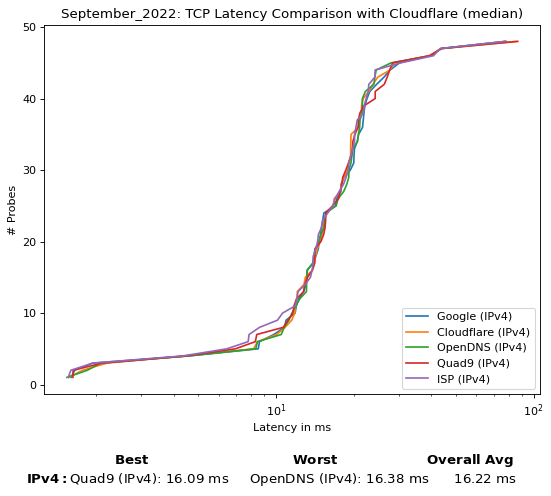 September_2022: TCP Latency Comparison with Cloudflare (median)
50
40
30
20
10
0
# Probes
10¹
10²
Latency in ms
Google (IPv4)
Cloudflare (IPv4)
OpenDNS (IPv4)
Quad9 (IPv4)
ISP (IPv4)
Best Worst Overall Avg
IPv4: Quad9 (IPv4): 16.09 ms OpenDNS (IPv4): 16.38 ms 16.22 ms